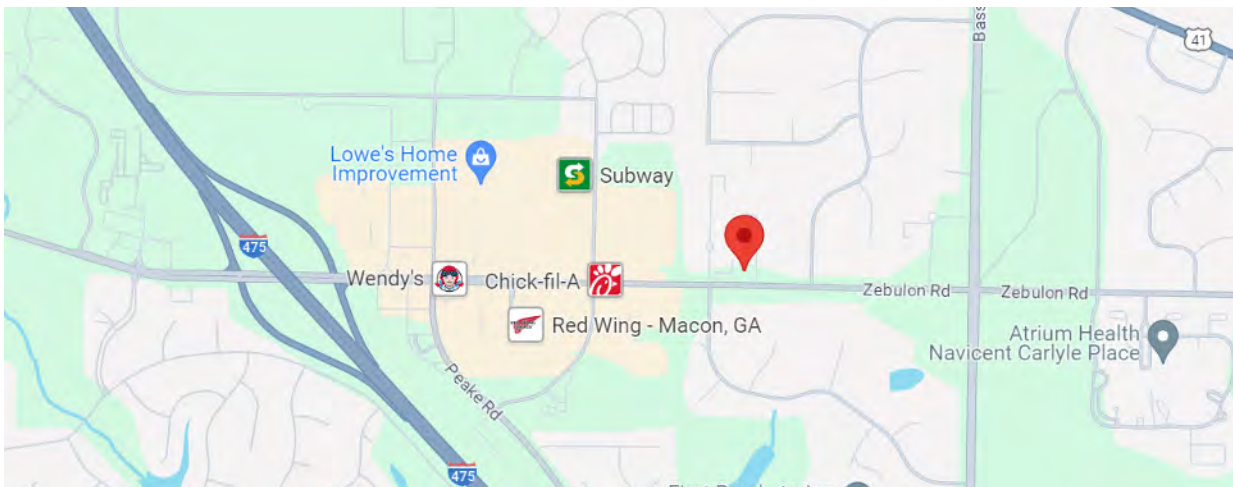 Bass
41
Lowe's Home
Improvement
Subway
475
Wendy's
Chick-fil-A
Zebulon Rd
Zebulon Rd
Red Wing - Macon, GA
Atrium Health
Navicent Carlyle Place
Peake Rd
475